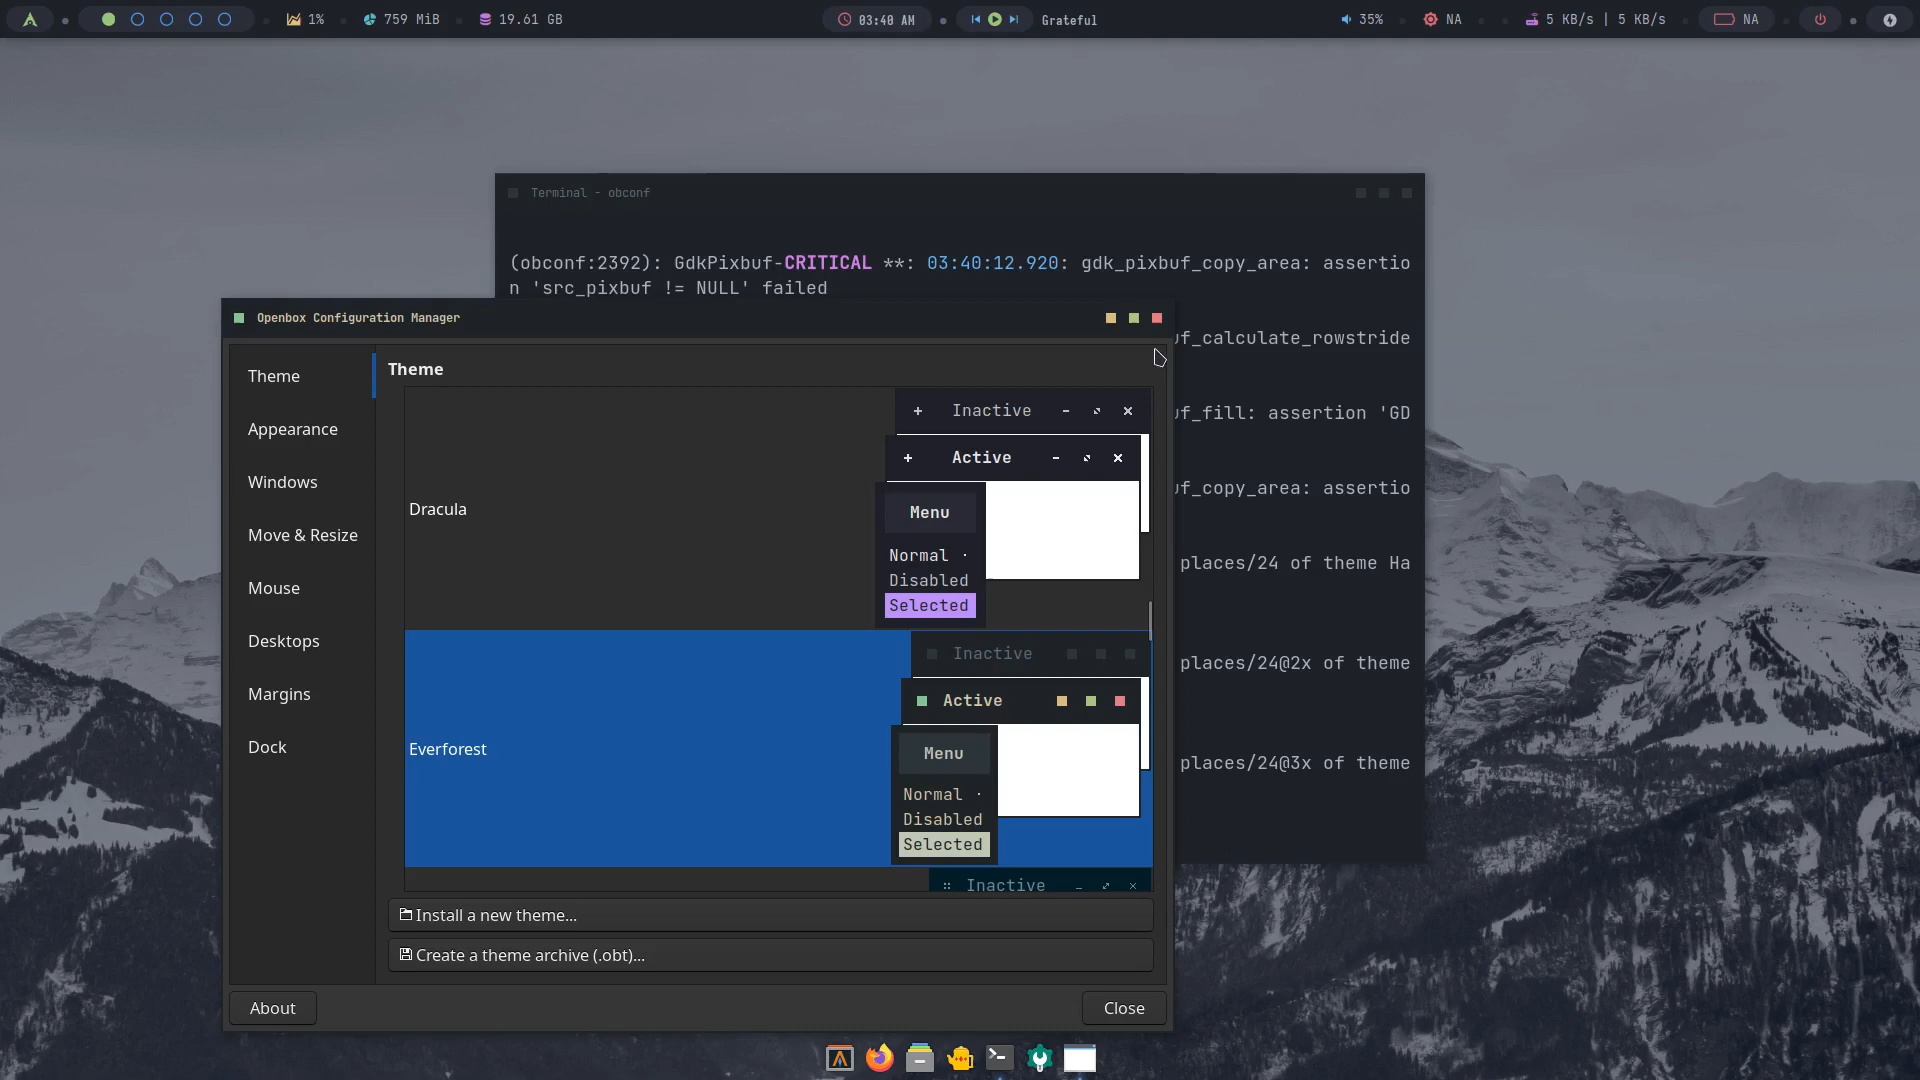 1%
759 MiB
19.61 GB
03:40 AM
Grateful
35%
NA
5 KB/s | 5 KB/s
NA
Terminal - obconf
(obconf:2392): GdkPixbuf-CRITICAL **: 03:40:12.920: gdk_pixbuf_copy_area: assertio
n 'src_pixbuf != NULL' failed
uf_calculate_rowstride
uf_fill: assertion 'GD
uf_copy_area: assertio
places/24 of theme Ha
places/24@2x of theme
places/24@3x of theme
Openbox Configuration Manager
Theme
Appearance
Windows
Move & Resize
Mouse
Desktops
Margins
Dock
Theme
Dracula
Inactive
Active
Menu
Normal
Disabled
Selected
Everforest
Inactive
Active
Menu
Normal
Disabled
Selected
Inactive
Install a new theme...
Create a theme archive (.obt)...
About
Close